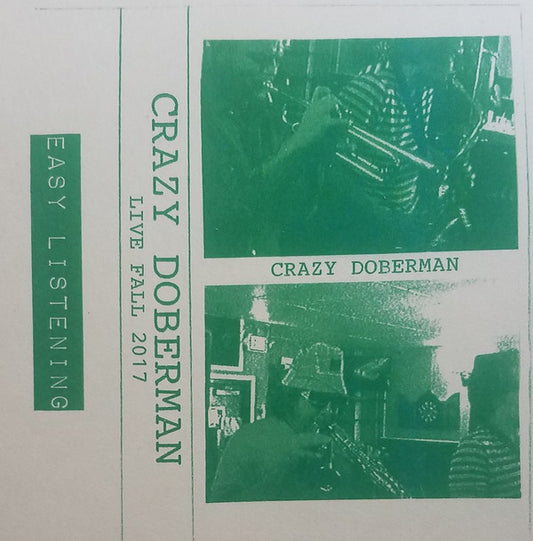 EASY LISTENING
CRAZY DOBERMAN
LIVE FALL 2017
CRAZY DOBERMAN